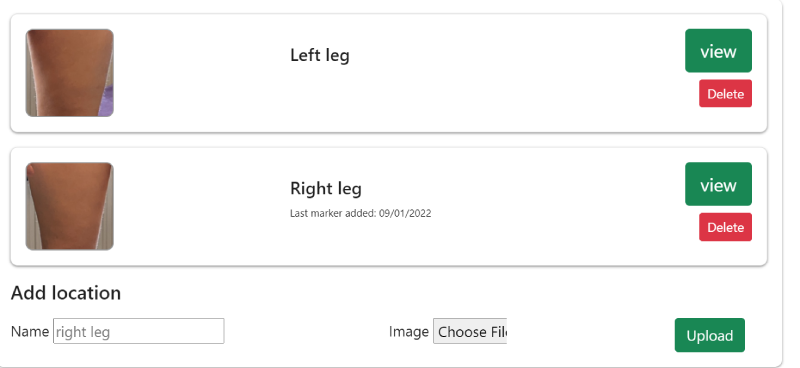 Left leg
view
Delete
Right leg
Last marker added: 09/01/2022
view
Delete
Add location
Name right leg Image Choose Fil Upload